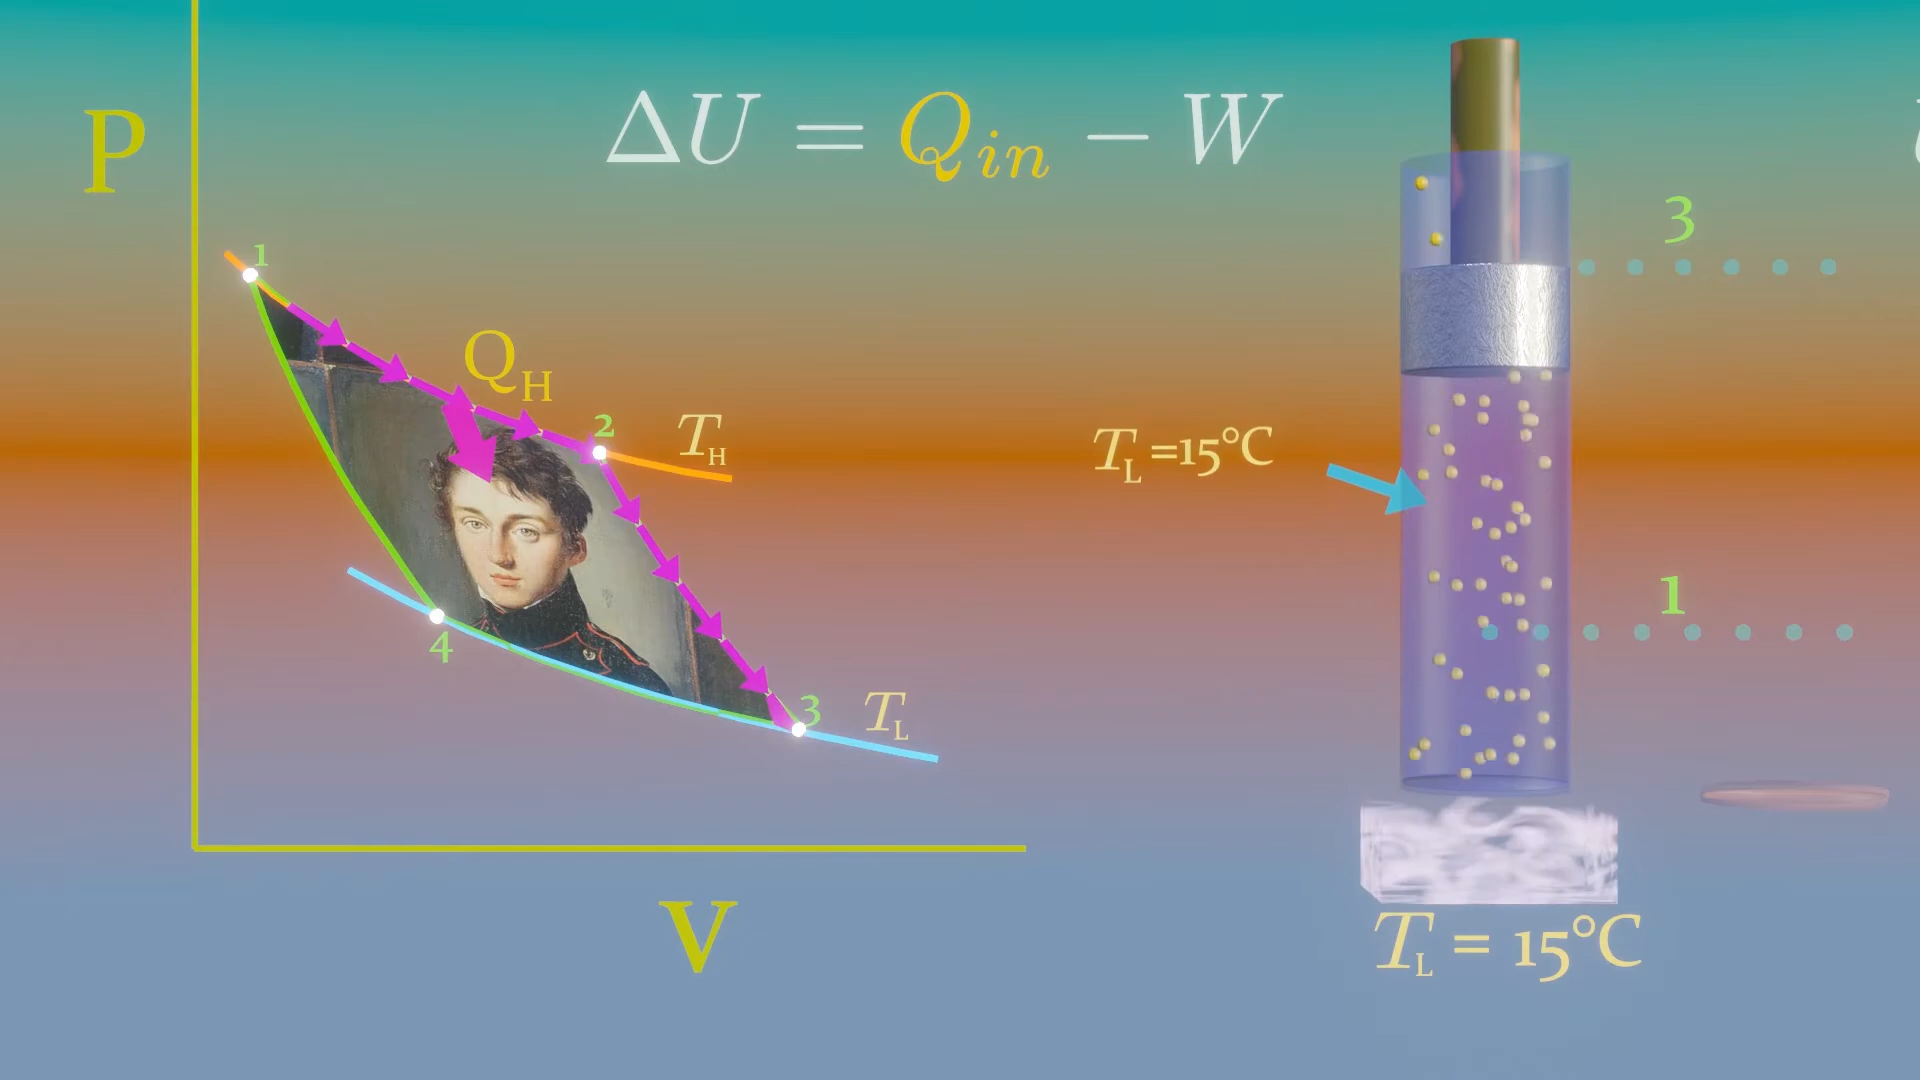 P
ΔU = Q_in − W
1
Q_H
2
T_H
4
3
T_L
V
T_L =15°C
3
1
T_L = 15°C